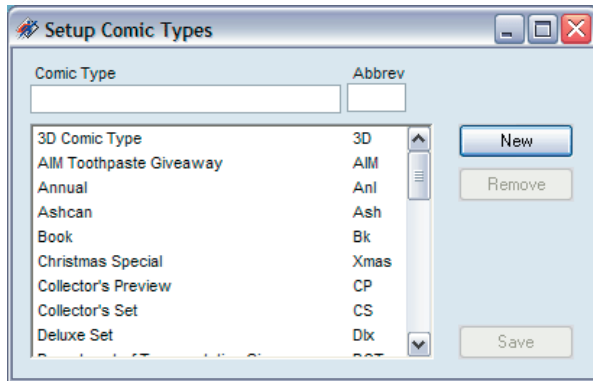 Setup Comic Types
Comic Type Abbrev
3D Comic Type 3D
AIM Toothpaste Giveaway AIM
Annual Anl
Ashcan Ash
Book Bk
Christmas Special Xmas
Collector's Preview CP
Collector's Set CS
Deluxe Set Dlx
New
Remove
Save